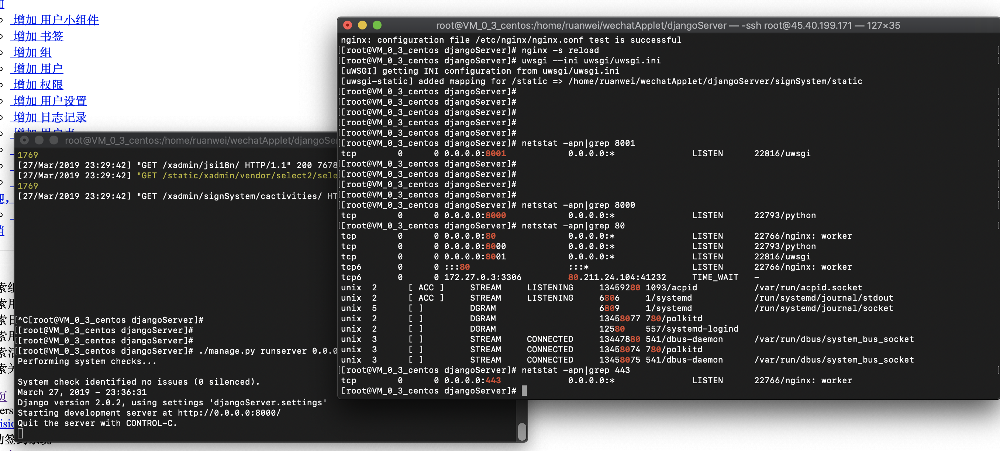 增加 用户小组件
增加 书签
增加 组
增加 用户
增加 权限
增加 用户设置
增加 日志记录
root@VM_0_3_centos:/home/ruanwei/wechatApplet/djangoSe
1769
[27/Mar/2019 23:29:42] "GET /xadmin/jsi18n/ HTTP/1.1" 200 7678
[27/Mar/2019 23:29:42] "GET /static/xadmin/vendor/select2/sele
1769
[27/Mar/2019 23:29:42] "GET /xadmin/signSystem/cactivities/ HT
[^C[root@VM_0_3_centos djangoServer]#
[[root@VM_0_3_centos djangoServer]#
[[root@VM_0_3_centos djangoServer]#
[[root@VM_0_3_centos djangoServer]# ./manage.py runserver 0.0.0
Performing system checks...
System check identified no issues (0 silenced).
March 27, 2019 - 23:36:31
Django version 2.0.2, using settings 'djangoServer.settings'
Starting development server at http://0.0.0.0:8000/
Quit the server with CONTROL-C.
root@VM_0_3_centos:/home/ruanwei/wechatApplet/djangoServer — -ssh root@45.40.199.171 — 127×35
nginx: configuration file /etc/nginx/nginx.conf test is successful
[[root@VM_0_3_centos djangoServer]# nginx -s reload ]
[[root@VM_0_3_centos djangoServer]# uwsgi --ini uwsgi/uwsgi.ini ]
[uWSGI] getting INI configuration from uwsgi/uwsgi.ini
[uwsgi-static] added mapping for /static => /home/ruanwei/wechatApplet/djangoServer/signSystem/static
[[root@VM_0_3_centos djangoServer]# ]
[[root@VM_0_3_centos djangoServer]# ]
[[root@VM_0_3_centos djangoServer]# ]
[[root@VM_0_3_centos djangoServer]# ]
[[root@VM_0_3_centos djangoServer]# ]
[[root@VM_0_3_centos djangoServer]# netstat -apn|grep 8001 ]
tcp 0 0 0.0.0.0:8001 0.0.0.0:* LISTEN 22816/uwsgi
[[root@VM_0_3_centos djangoServer]# ]
[[root@VM_0_3_centos djangoServer]# ]
[[root@VM_0_3_centos djangoServer]# ]
[[root@VM_0_3_centos djangoServer]# ]
[[root@VM_0_3_centos djangoServer]# netstat -apn|grep 8000 ]
tcp 0 0 0.0.0.0:8000 0.0.0.0:* LISTEN 22793/python
[[root@VM_0_3_centos djangoServer]# netstat -apn|grep 80 ]
tcp 0 0 0.0.0.0:80 0.0.0.0:* LISTEN 22766/nginx: worker
tcp 0 0 0.0.0.0:8000 0.0.0.0:* LISTEN 22793/python
tcp 0 0 0.0.0.0:8001 0.0.0.0:* LISTEN 22816/uwsgi
tcp6 0 0 :::80 :::* LISTEN 22766/nginx: worker
tcp6 0 0 172.27.0.3:3306 80.211.24.104:41232 TIME_WAIT -
unix 2 [ ACC ] STREAM LISTENING 13459280 1093/acpid /var/run/acpid.socket
unix 2 [ ACC ] STREAM LISTENING 6806 1/systemd /run/systemd/journal/stdout
unix 5 [ ] DGRAM 6809 1/systemd /run/systemd/journal/socket
unix 2 [ ] DGRAM 13458077 780/polkitd
unix 2 [ ] DGRAM 12580 557/systemd-logind
unix 3 [ ] STREAM CONNECTED 13447880 541/dbus-daemon /var/run/dbus/system_bus_socket
unix 3 [ ] STREAM CONNECTED 13458074 780/polkitd
unix 3 [ ] STREAM CONNECTED 13458075 541/dbus-daemon /var/run/dbus/system_bus_socket
[[root@VM_0_3_centos djangoServer]# netstat -apn|grep 443 ]
tcp 0 0 0.0.0.0:443 0.0.0.0:* LISTEN 22766/nginx: worker
[root@VM_0_3_centos djangoServer]#